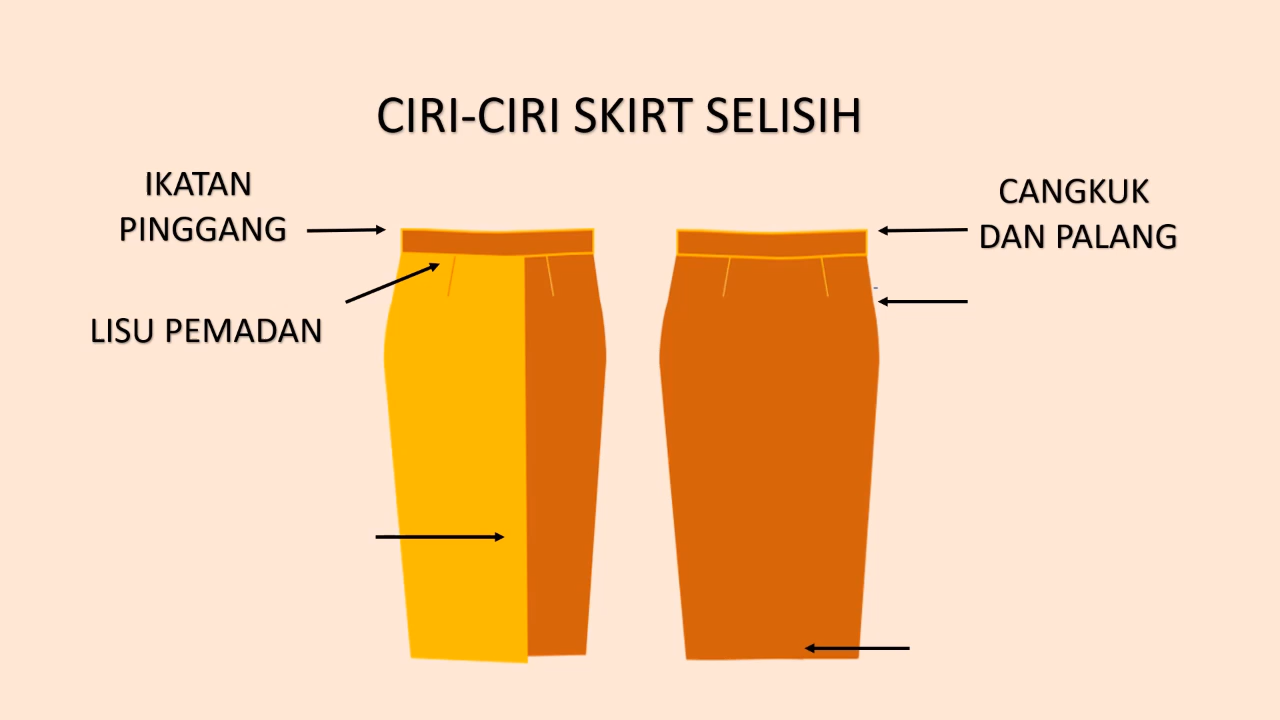 CIRI-CIRI SKIRT SELISIH
IKATAN
PINGGANG
LISU PEMADAN
CANGKUK
DAN PALANG